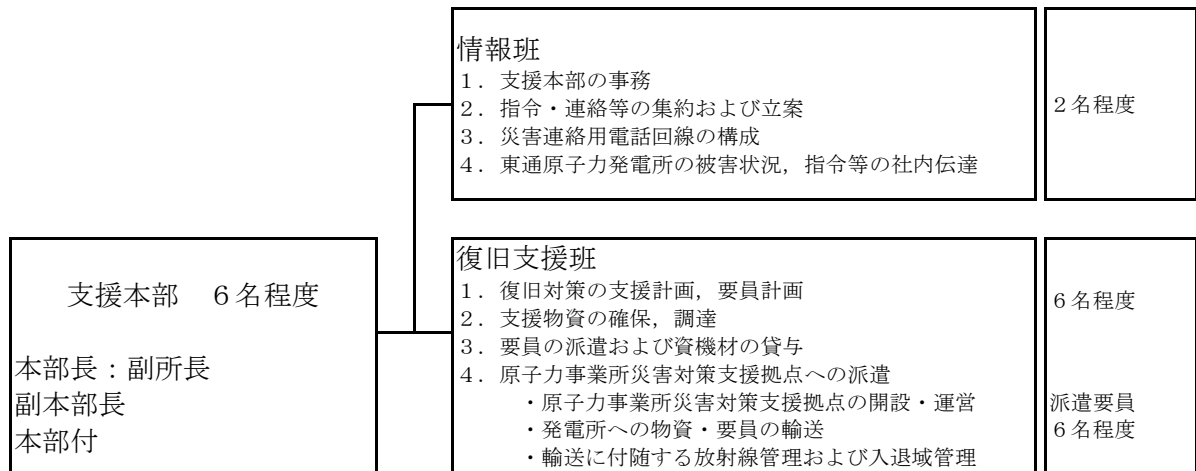 情報班
１．支援本部の事務
２．指令・連絡等の集約および立案
３．災害連絡用電話回線の構成
４．東通原子力発電所の被害状況，指令等の社内伝達
２名程度
支援本部　６名程度
本部長：副所長
副本部長
本部付
復旧支援班
１．復旧対策の支援計画，要員計画
２．支援物資の確保，調達
３．要員の派遣および資機材の貸与
４．原子力事業所災害対策支援拠点への派遣
・原子力事業所災害対策支援拠点の開設・運営
・発電所への物資・要員の輸送
・輸送に付随する放射線管理および入退域管理
６名程度
派遣要員
６名程度